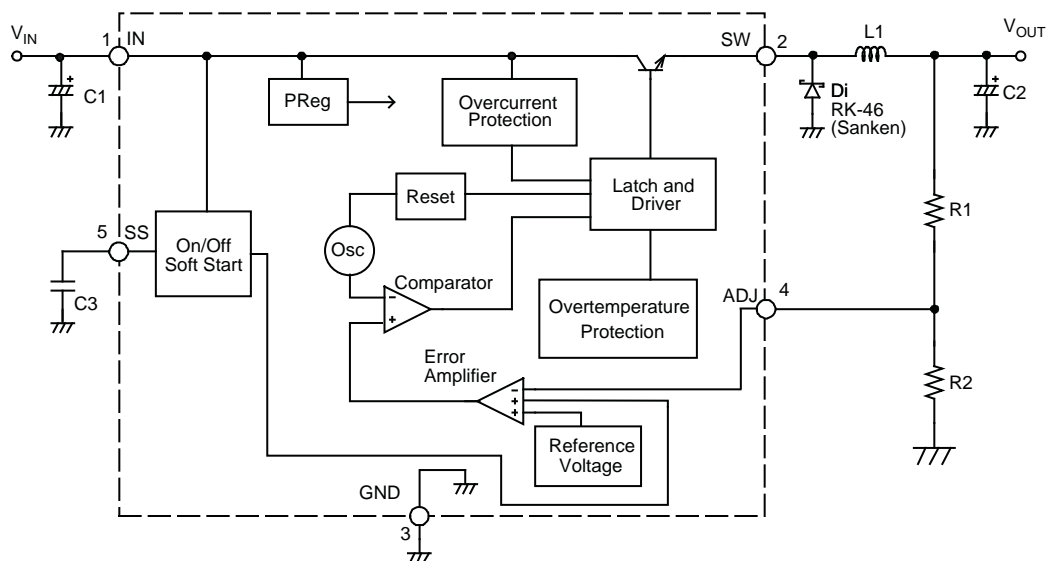 VIN
1
IN
SW
2
L1
VOUT
+
C1
PReg
Overcurrent
Protection
Di
RK-46
(Sanken)
+
C2
Reset
Latch and
Driver
R1
5
SS
On/Off
Soft Start
Osc
C3
Comparator
−
+
Overtemperature
Protection
ADJ
4
Error
Amplifier
−
+
+
R2
Reference
Voltage
GND
3